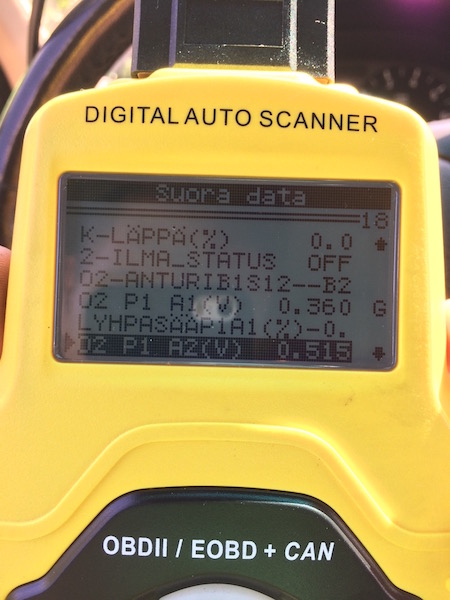 DIGITAL AUTO SCANNER
Suora data
18
K-LÄPPÄ(%) 0.0
2-ILMA_STATUS OFF
O2-ANTURIB1S12--B2
O2 P1 A1(V) 0.360 G
LYHPASÄÄP1A1(%)-0.
O2 P1 A2(V) 0.515
OBDII / EOBD + CAN